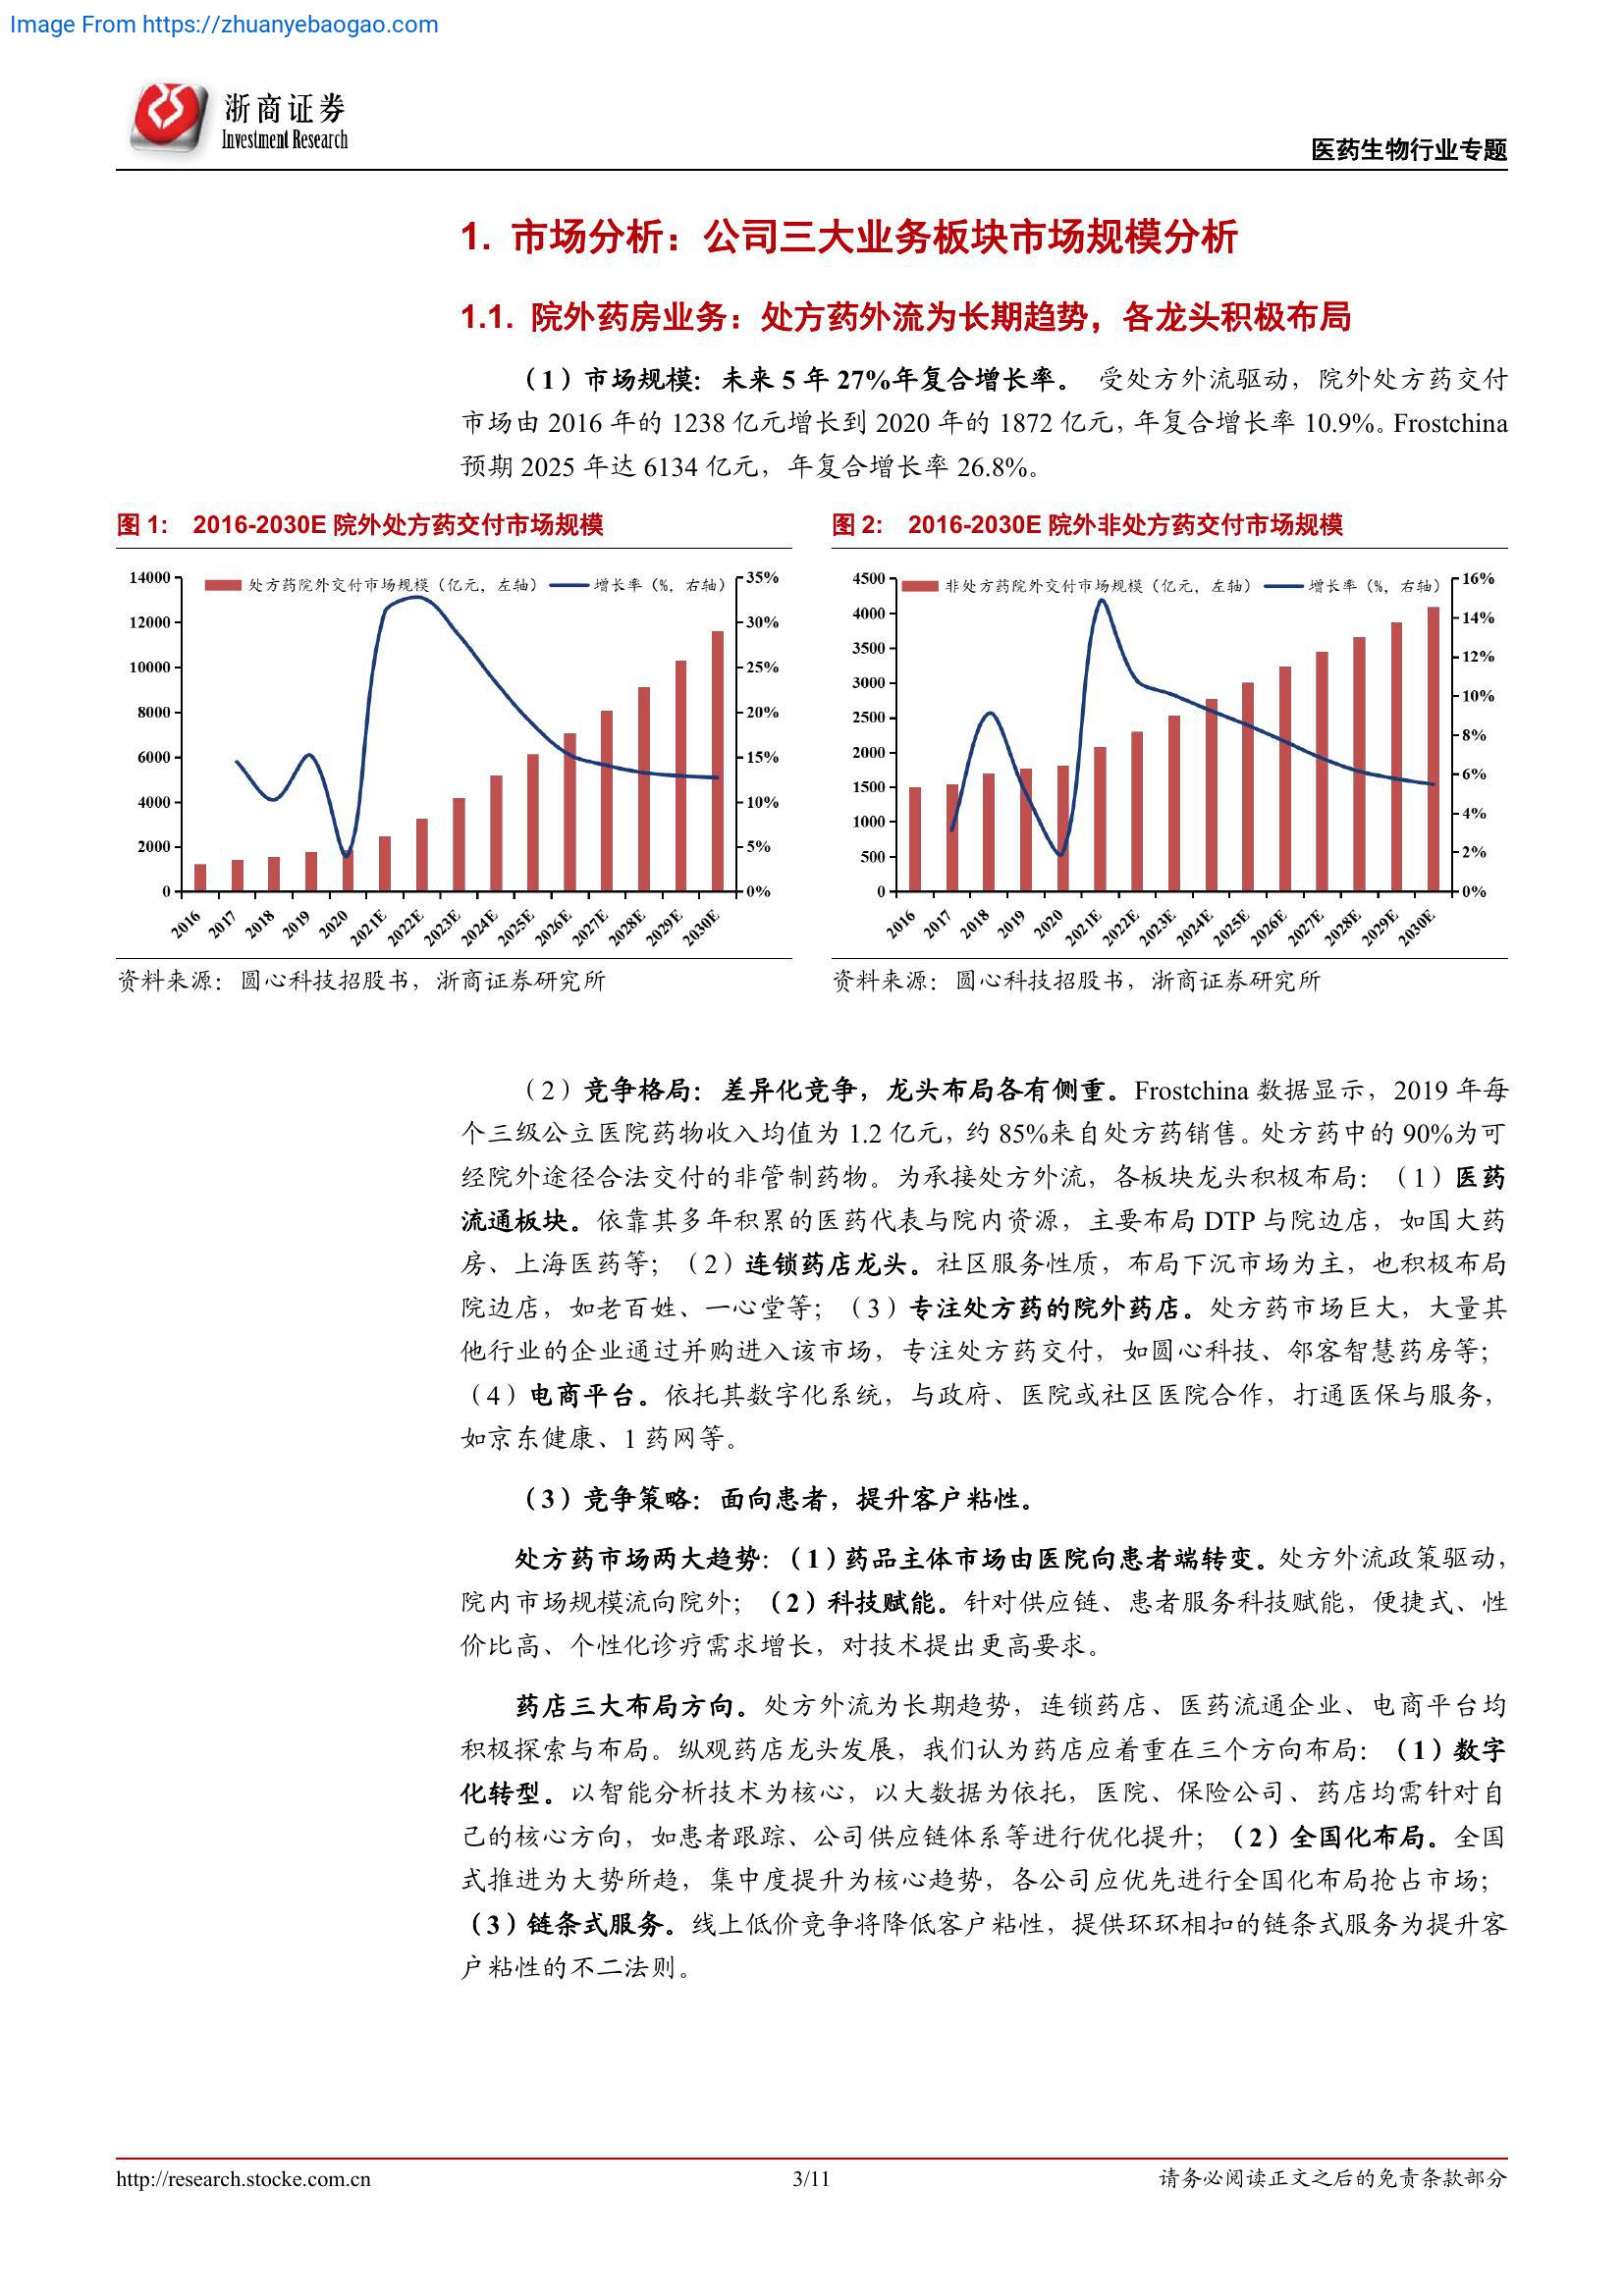 Image From https://zhuanyebaogao.com
浙商证券
Investment Research
医药生物行业专题
1. 市场分析：公司三大业务板块市场规模分析
1.1. 院外药房业务：处方药外流为长期趋势，各龙头积极布局
（1）市场规模：未来 5 年 27%年复合增长率。 受处方外流驱动，院外处方药交付
市场由 2016 年的 1238 亿元增长到 2020 年的 1872 亿元，年复合增长率 10.9%。Frostchina
预期 2025 年达 6134 亿元，年复合增长率 26.8%。
图 1： 2016-2030E 院外处方药交付市场规模
处方药院外交付市场规模（亿元，左轴）
增长率（%，右轴）
14000
12000
10000
8000
6000
4000
2000
0
35%
30%
25%
20%
15%
10%
5%
0%
2016
2017
2018
2019
2020
2021E
2022E
2023E
2024E
2025E
2026E
2027E
2028E
2029E
2030E
资料来源：圆心科技招股书，浙商证券研究所
图 2： 2016-2030E 院外非处方药交付市场规模
非处方药院外交付市场规模（亿元，左轴）
增长率（%，右轴）
4500
4000
3500
3000
2500
2000
1500
1000
500
0
16%
14%
12%
10%
8%
6%
4%
2%
0%
2016
2017
2018
2019
2020
2021E
2022E
2023E
2024E
2025E
2026E
2027E
2028E
2029E
2030E
资料来源：圆心科技招股书，浙商证券研究所
（2）竞争格局：差异化竞争，龙头布局各有侧重。Frostchina 数据显示，2019 年每
个三级公立医院药物收入均值为 1.2 亿元，约 85%来自处方药销售。处方药中的 90%为可
经院外途径合法交付的非管制药物。为承接处方外流，各板块龙头积极布局：（1）医药
流通板块。依靠其多年积累的医药代表与院内资源，主要布局 DTP 与院边店，如国大药
房、上海医药等；（2）连锁药店龙头。社区服务性质，布局下沉市场为主，也积极布局
院边店，如老百姓、一心堂等；（3）专注处方药的院外药店。处方药市场巨大，大量其
他行业的企业通过并购进入该市场，专注处方药交付，如圆心科技、邻客智慧药房等；
（4）电商平台。依托其数字化系统，与政府、医院或社区医院合作，打通医保与服务，
如京东健康、1 药网等。
（3）竞争策略：面向患者，提升客户粘性。
处方药市场两大趋势：（1）药品主体市场由医院向患者端转变。处方外流政策驱动，
院内市场规模流向院外；（2）科技赋能。针对供应链、患者服务科技赋能，便捷式、性
价比高、个性化诊疗需求增长，对技术提出更高要求。
药店三大布局方向。处方外流为长期趋势，连锁药店、医药流通企业、电商平台均
积极探索与布局。纵观药店龙头发展，我们认为药店应着重在三个方向布局：（1）数字
化转型。以智能分析技术为核心，以大数据为依托，医院、保险公司、药店均需针对自
己的核心方向，如患者跟踪、公司供应链体系等进行优化提升；（2）全国化布局。全国
式推进为大势所趋，集中度提升为核心趋势，各公司应优先进行全国化布局抢占市场；
（3）链条式服务。线上低价竞争将降低客户粘性，提供环环相扣的链条式服务为提升客
户粘性的不二法则。
http://research.stocke.com.cn
3/11
请务必阅读正文之后的免责条款部分